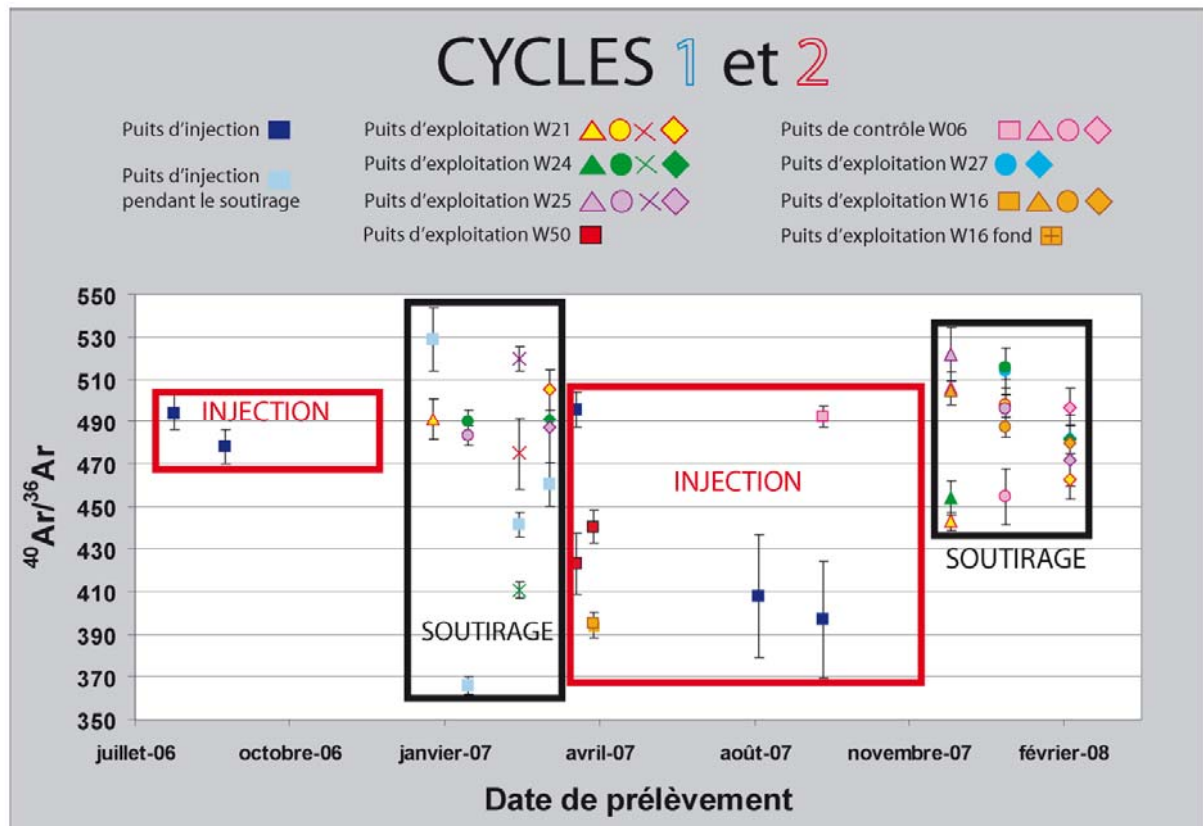 CYCLES 1 et 2
Puits d'injection
Puits d'injection
pendant le soutirage
Puits d'exploitation W21
Puits d'exploitation W24
Puits d'exploitation W25
Puits d'exploitation W50
Puits de contrôle W06
Puits d'exploitation W27
Puits d'exploitation W16
Puits d'exploitation W16 fond
⁴⁰Ar/³⁶Ar
550
530
510
490
470
450
430
410
390
370
350
INJECTION
SOUTIRAGE
INJECTION
SOUTIRAGE
juillet-06
octobre-06
janvier-07
avril-07
août-07
novembre-07
février-08
Date de prélèvement